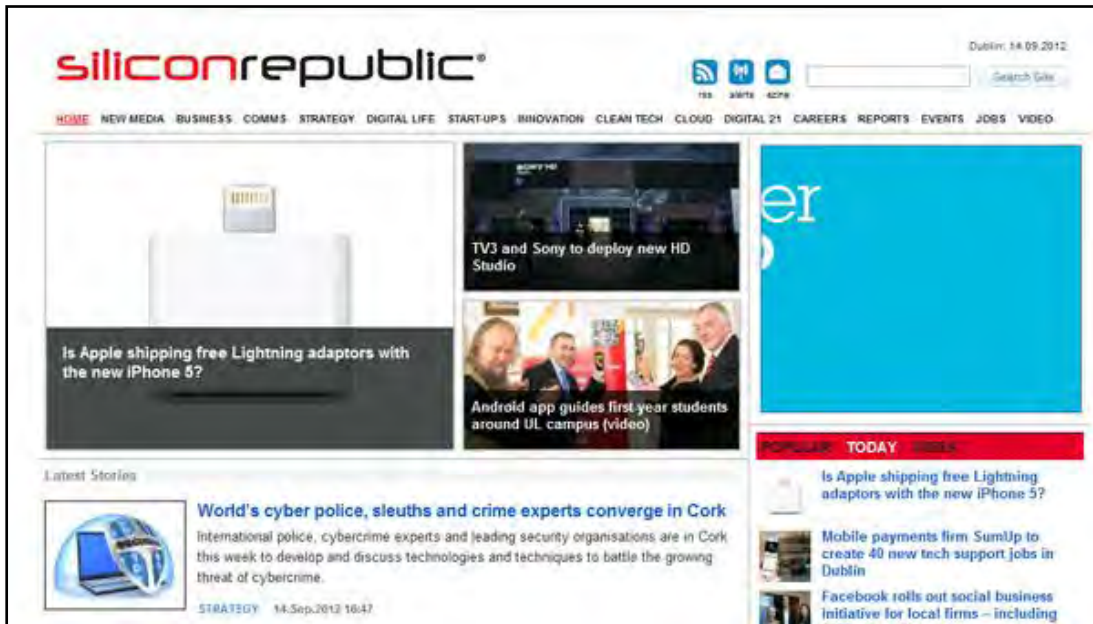 siliconrepublic®
Dublin: 14.09.2012
Search Site
rss alerts ezine
HOME NEW MEDIA BUSINESS COMMS STRATEGY DIGITAL LIFE START-UPS INNOVATION CLEAN TECH CLOUD DIGITAL 21 CAREERS REPORTS EVENTS JOBS VIDEO
Is Apple shipping free Lightning adaptors with
the new iPhone 5?
SONY HD
TV3 and Sony to deploy new HD
Studio
Android app guides first year students
around UL campus (video)
er
Latest Stories
World's cyber police, sleuths and crime experts converge in Cork
International police, cybercrime experts and leading security organisations are in Cork
this week to develop and discuss technologies and techniques to battle the growing
threat of cybercrime.
STRATEGY 14.Sep.2012 16:47
POPULAR TODAY
Is Apple shipping free Lightning
adaptors with the new iPhone 5?
Mobile payments firm SumUp to
create 40 new tech support jobs in
Dublin
Facebook rolls out social business
initiative for local firms – including